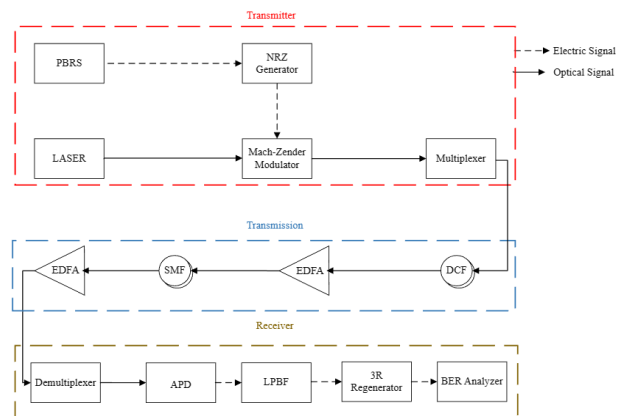 Transmitter
PBRS
NRZ
Generator
Electric Signal
Optical Signal
LASER
Mach-Zender
Modulator
Multiplexer
Transmission
EDFA
SMF
EDFA
DCF
Receiver
Demultiplexer
APD
LPBF
3R
Regenerator
BER Analyzer